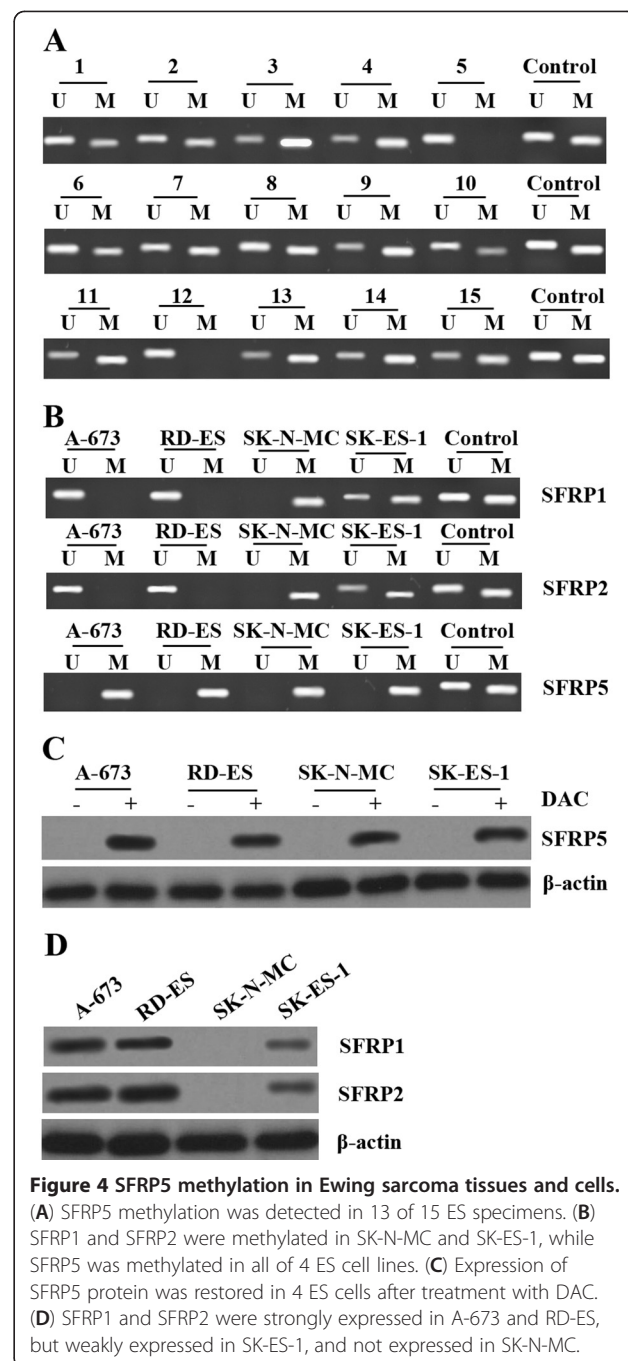 A
1 2 3 4 5 Control
U M U M U M U M U M U M
6 7 8 9 10 Control
U M U M U M U M U M U M
11 12 13 14 15 Control
U M U M U M U M U M U M
B
A-673 RD-ES SK-N-MC SK-ES-1 Control
U M U M U M U M U M
SFRP1
A-673 RD-ES SK-N-MC SK-ES-1 Control
U M U M U M U M U M
SFRP2
A-673 RD-ES SK-N-MC SK-ES-1 Control
U M U M U M U M U M
SFRP5
C
A-673 RD-ES SK-N-MC SK-ES-1
- + - + - + - + DAC
SFRP5
β-actin
D
A-673 RD-ES SK-N-MC SK-ES-1
SFRP1
SFRP2
β-actin
Figure 4 SFRP5 methylation in Ewing sarcoma tissues and cells.
(A) SFRP5 methylation was detected in 13 of 15 ES specimens. (B)
SFRP1 and SFRP2 were methylated in SK-N-MC and SK-ES-1, while
SFRP5 was methylated in all of 4 ES cell lines. (C) Expression of
SFRP5 protein was restored in 4 ES cells after treatment with DAC.
(D) SFRP1 and SFRP2 were strongly expressed in A-673 and RD-ES,
but weakly expressed in SK-ES-1, and not expressed in SK-N-MC.